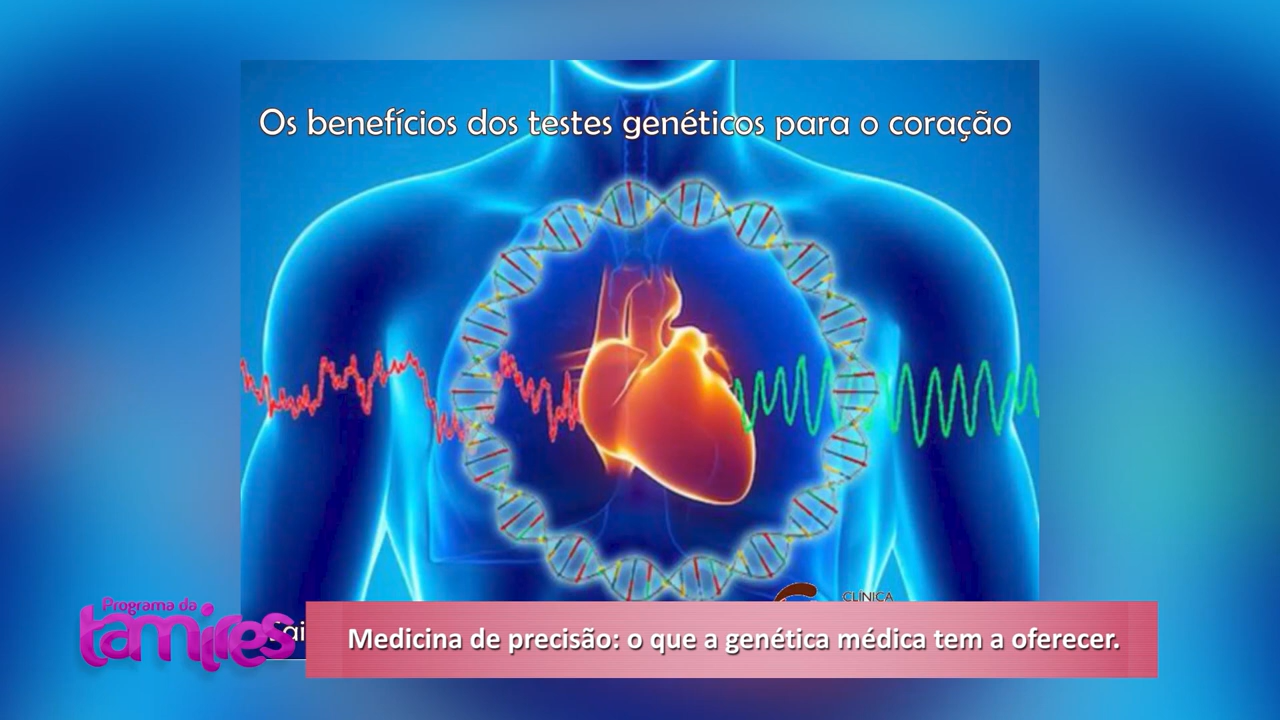 Os benefícios dos testes genéticos para o coração
CLINICA
Programa da
tamires
Medicina de precisão: o que a genética médica tem a oferecer.